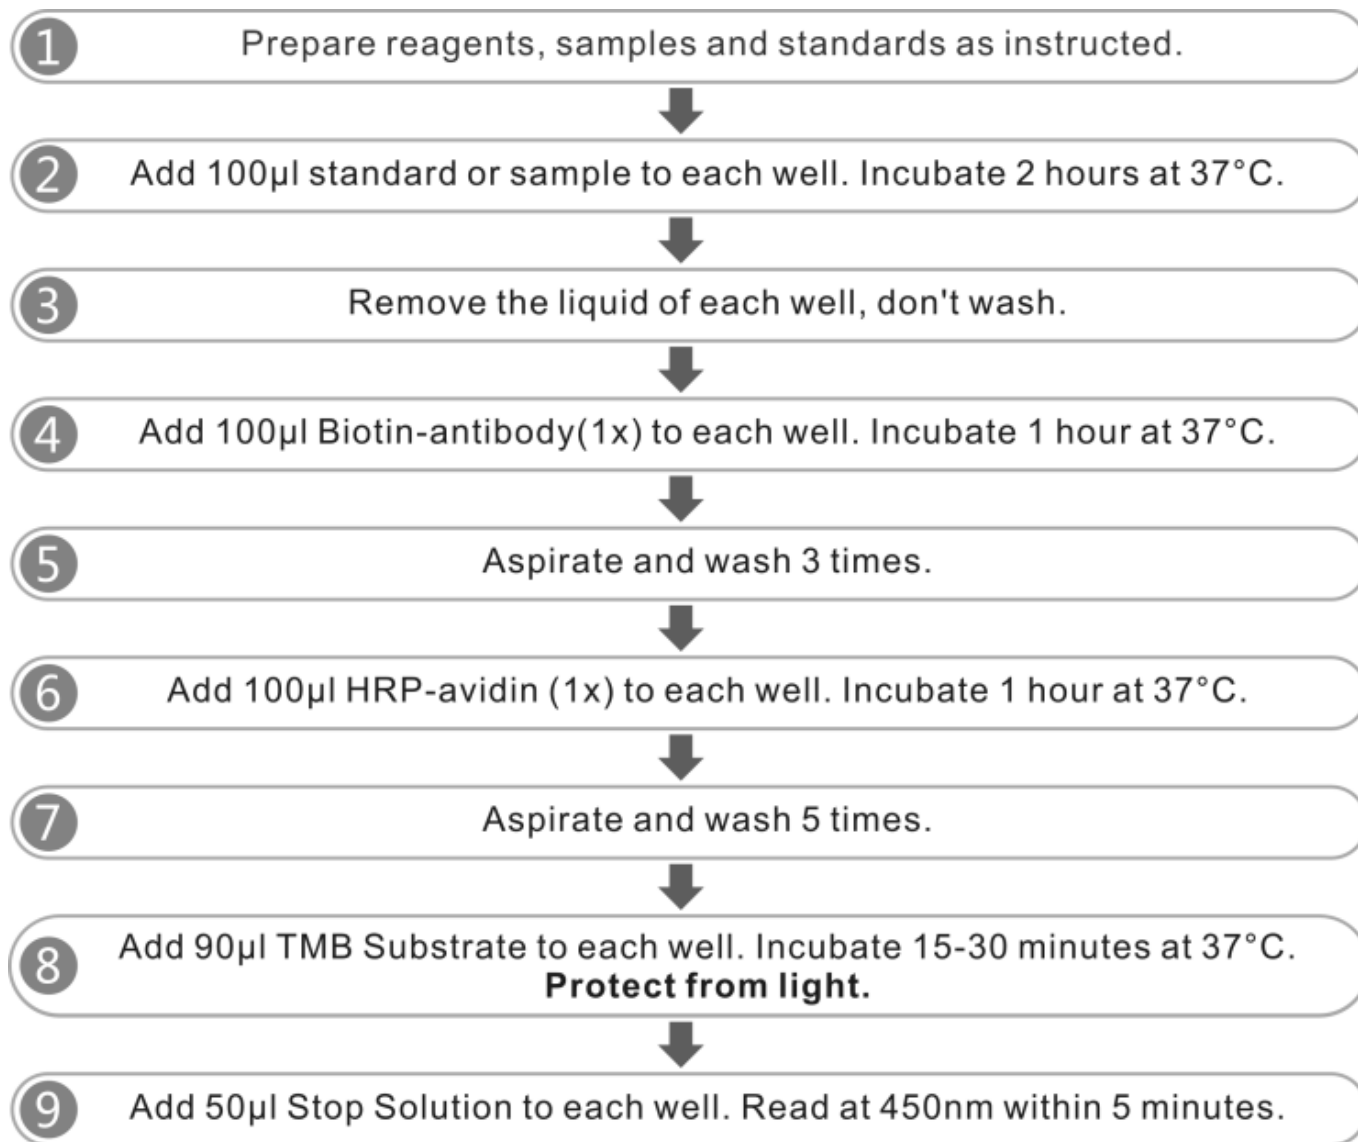 1 Prepare reagents, samples and standards as instructed.
2 Add 100µl standard or sample to each well. Incubate 2 hours at 37°C.
3 Remove the liquid of each well, don't wash.
4 Add 100µl Biotin-antibody(1x) to each well. Incubate 1 hour at 37°C.
5 Aspirate and wash 3 times.
6 Add 100µl HRP-avidin (1x) to each well. Incubate 1 hour at 37°C.
7 Aspirate and wash 5 times.
8 Add 90µl TMB Substrate to each well. Incubate 15-30 minutes at 37°C.
Protect from light.
9 Add 50µl Stop Solution to each well. Read at 450nm within 5 minutes.